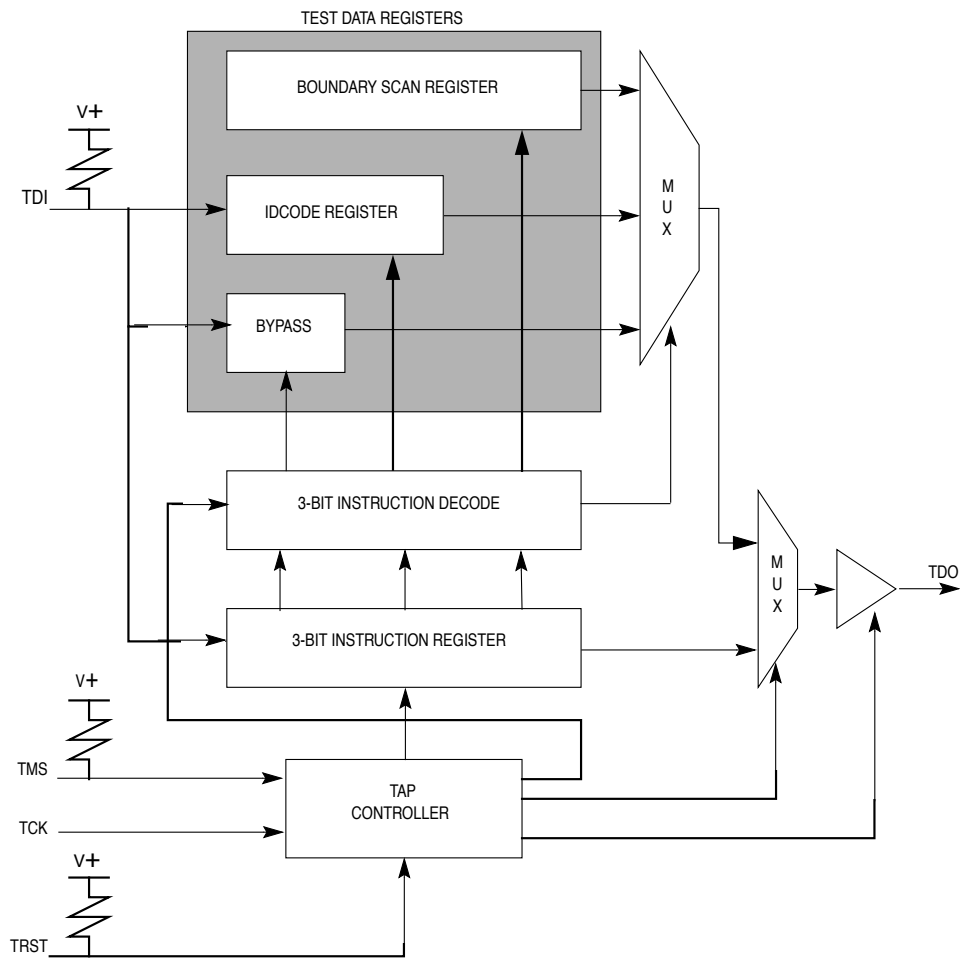 TEST DATA REGISTERS
BOUNDARY SCAN REGISTER
V+
TDI
IDCODE REGISTER
M
U
X
BYPASS
3-BIT INSTRUCTION DECODE
M
U
X
TDO
3-BIT INSTRUCTION REGISTER
V+
TMS
TAP
CONTROLLER
TCK
V+
TRST